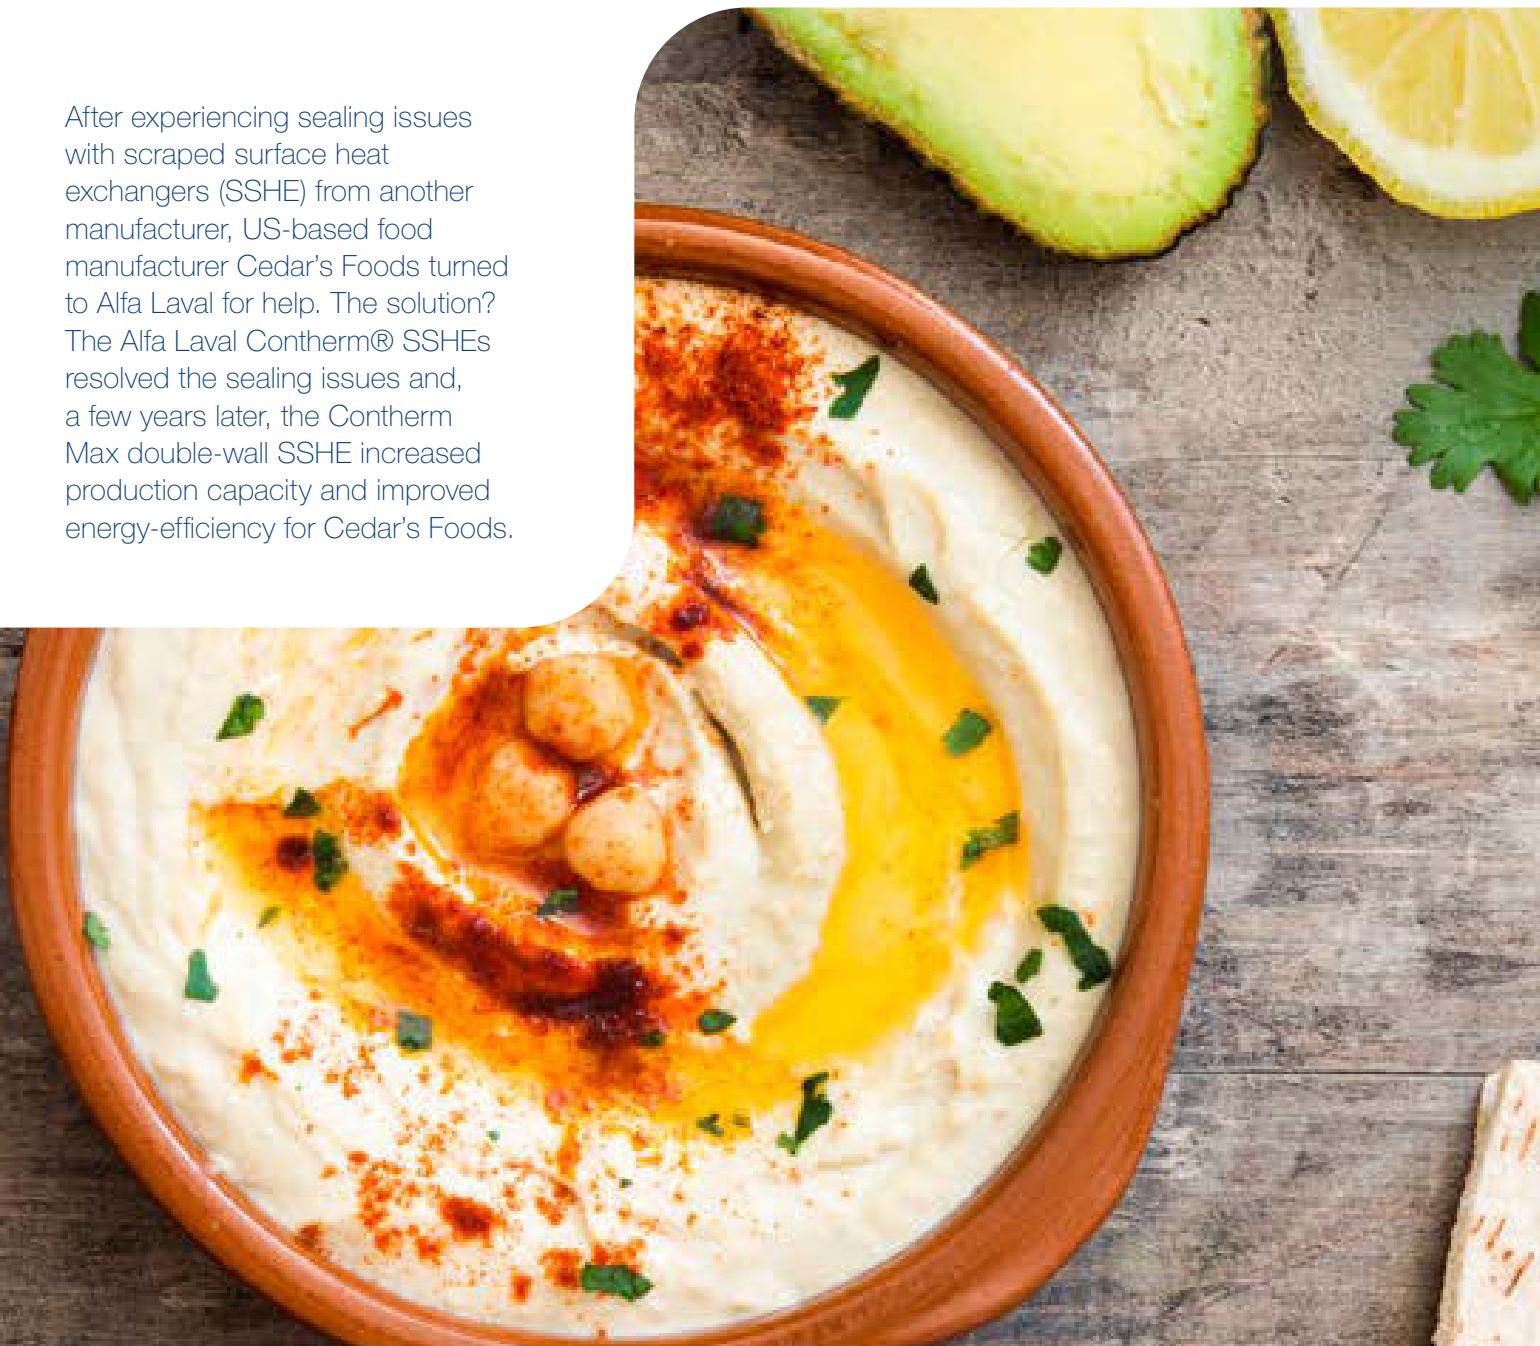 After experiencing sealing issues
with scraped surface heat
exchangers (SSHE) from another
manufacturer, US-based food
manufacturer Cedar’s Foods turned
to Alfa Laval for help. The solution?
The Alfa Laval Contherm® SSHEs
resolved the sealing issues and,
a few years later, the Contherm
Max double-wall SSHE increased
production capacity and improved
energy-efficiency for Cedar’s Foods.